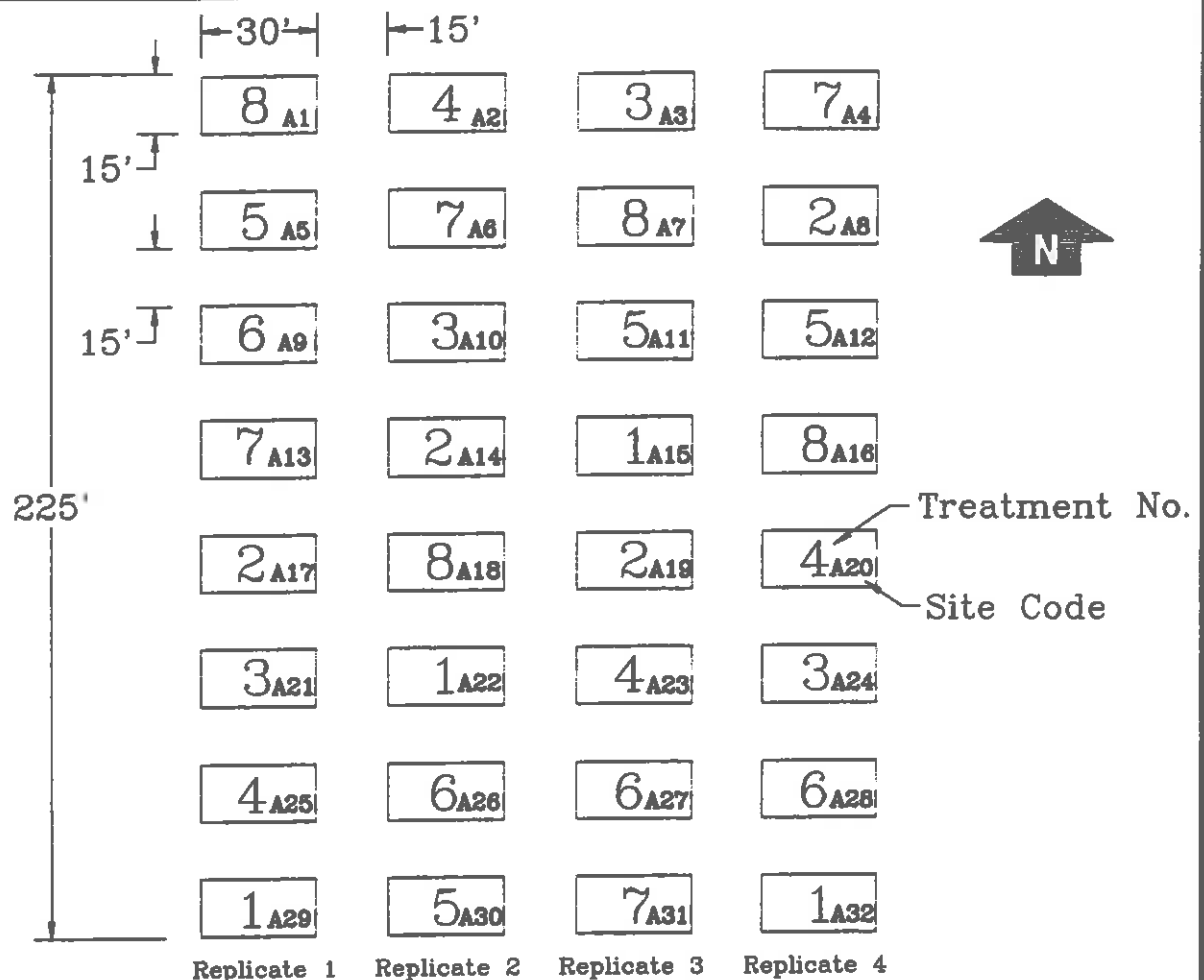 30' 15'
8 A1 4 A2 3 A3 7 A4
15'
5 A5 7 A6 8 A7 2 A8
N
15'
6 A9 3 A10 5 A11 5 A12
7 A13 2 A14 1 A15 8 A16
225'
Treatment No.
2 A17 8 A18 2 A19 4 A20
Site Code
3 A21 1 A22 4 A23 3 A24
4 A25 6 A26 6 A27 6 A28
1 A29 5 A30 7 A31 1 A32
Replicate 1 Replicate 2 Replicate 3 Replicate 4